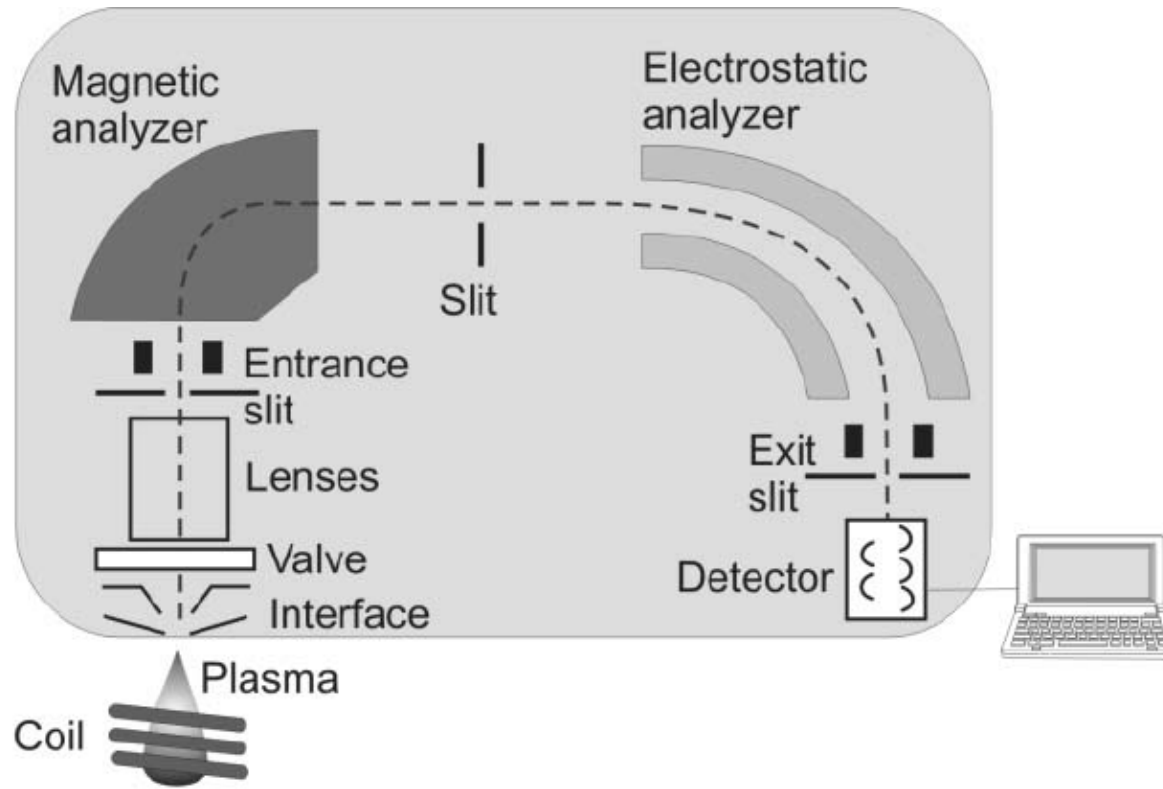 Magnetic
analyzer
Electrostatic
analyzer
Slit
Entrance
slit
Lenses
Valve
Interface
Exit
slit
Detector
Plasma
Coil